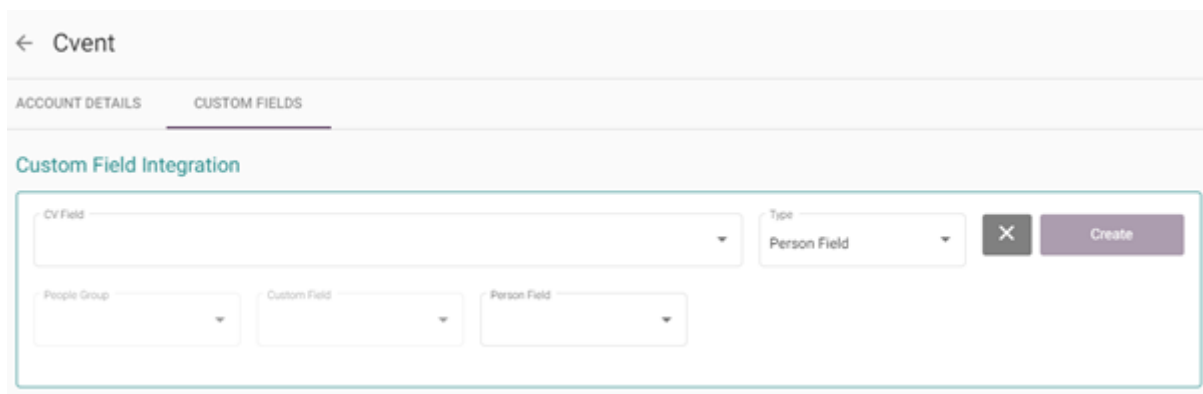 Cvent
ACCOUNT DETAILS CUSTOM FIELDS
Custom Field Integration
CV Field
Type
Person Field
Create
People Group
Custom Field
Person Field